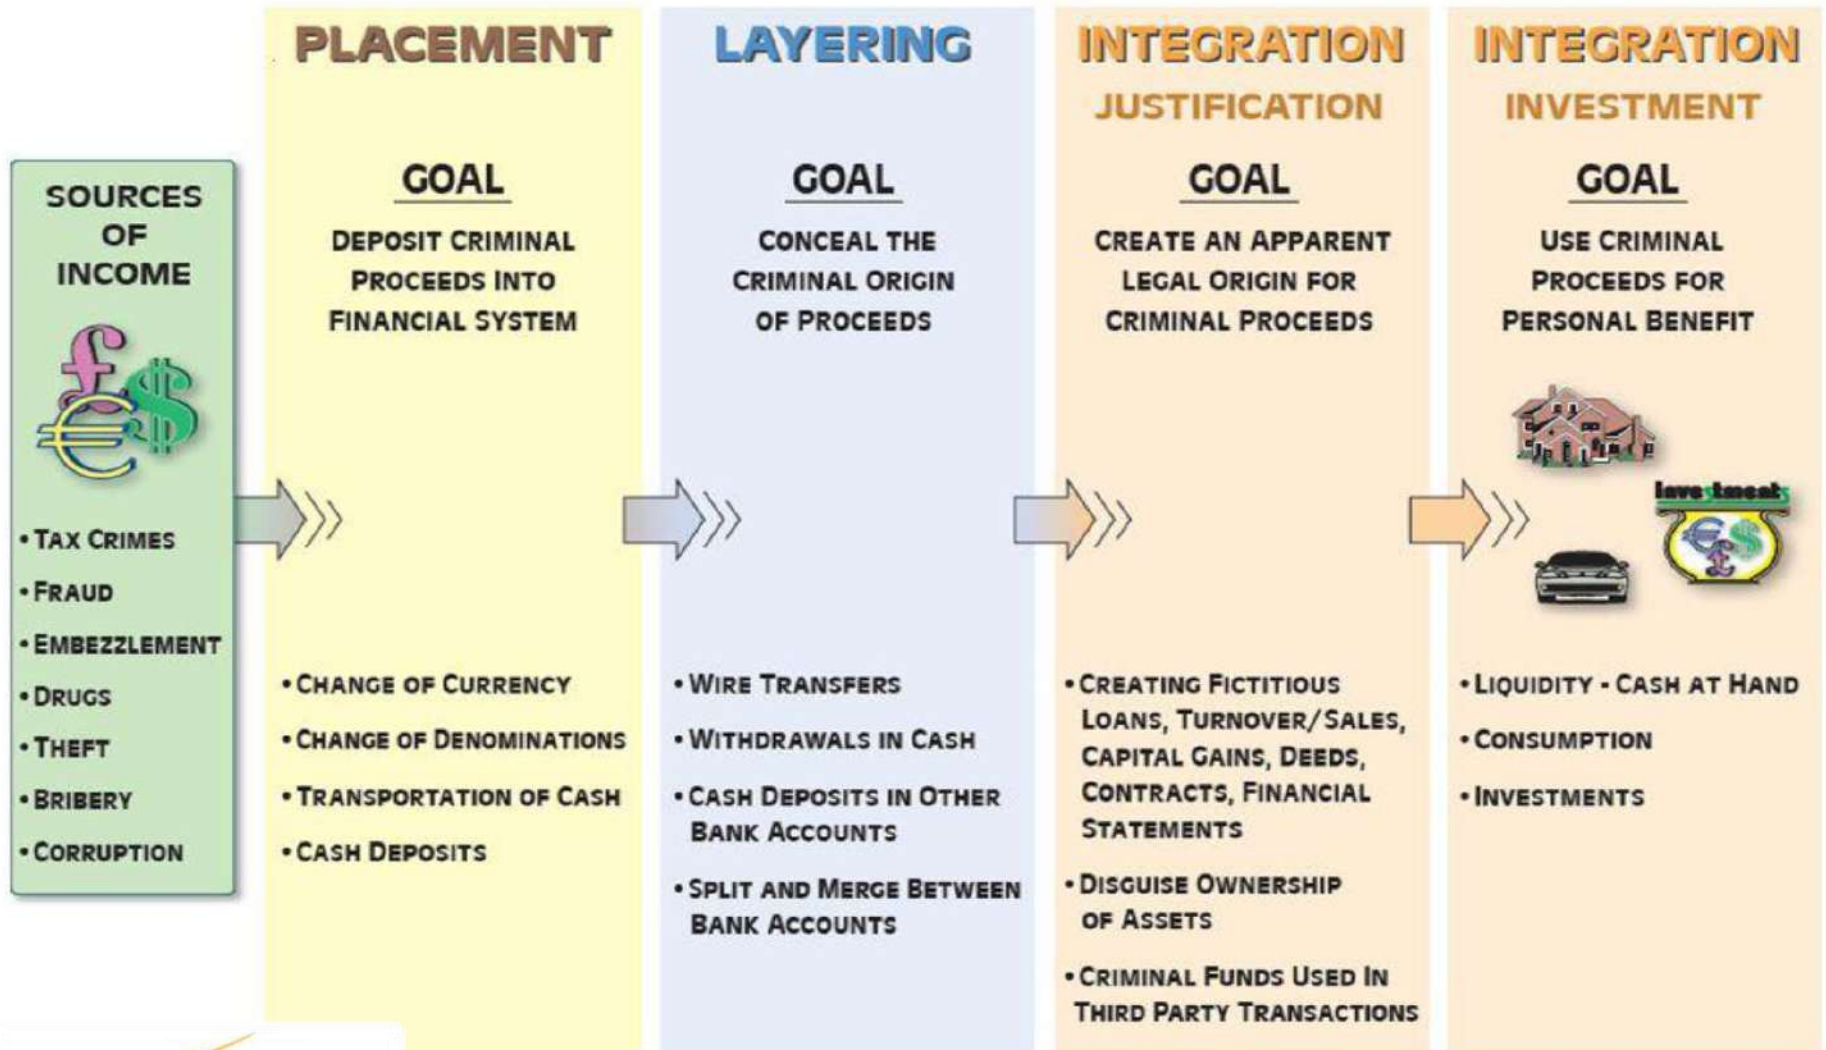 PLACEMENT
GOAL
DEPOSIT CRIMINAL
PROCEEDS INTO
FINANCIAL SYSTEM
• CHANGE OF CURRENCY
• CHANGE OF DENOMINATIONS
• TRANSPORTATION OF CASH
• CASH DEPOSITS
LAYERING
GOAL
CONCEAL THE
CRIMINAL ORIGIN
OF PROCEEDS
• WIRE TRANSFERS
• WITHDRAWALS IN CASH
• CASH DEPOSITS IN OTHER
BANK ACCOUNTS
• SPLIT AND MERGE BETWEEN
BANK ACCOUNTS
INTEGRATION
JUSTIFICATION
GOAL
CREATE AN APPARENT
LEGAL ORIGIN FOR
CRIMINAL PROCEEDS
• CREATING FICTITIOUS
LOANS, TURNOVER/SALES,
CAPITAL GAINS, DEEDS,
CONTRACTS, FINANCIAL
STATEMENTS
• DISGUISE OWNERSHIP
OF ASSETS
• CRIMINAL FUNDS USED IN
THIRD PARTY TRANSACTIONS
INTEGRATION
INVESTMENT
GOAL
USE CRIMINAL
PROCEEDS FOR
PERSONAL BENEFIT
Investments
€ $
£
• LIQUIDITY - CASH AT HAND
• CONSUMPTION
• INVESTMENTS
SOURCES
OF
INCOME
£ $
€
• TAX CRIMES
• FRAUD
• EMBEZZLEMENT
• DRUGS
• THEFT
• BRIBERY
• CORRUPTION